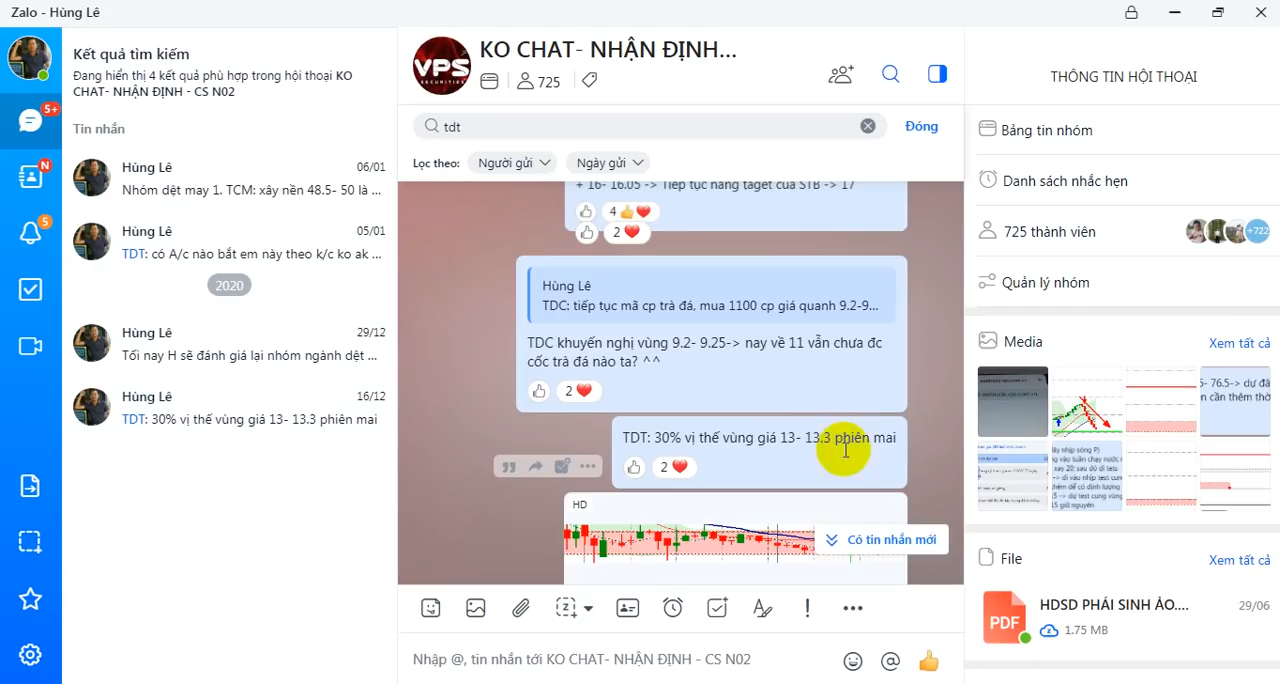 Zalo - Hùng Lê
Kết quả tìm kiếm
Đang hiển thị 4 kết quả phù hợp trong hội thoại KO
CHAT- NHẬN ĐỊNH - CS N02
Tin nhắn
Hùng Lê
06/01
Nhóm dệt may 1. TCM: xây nền 48.5- 50 là ...
Hùng Lê
05/01
TDT: có A/c nào bắt em này theo k/c ko ak ...
2020
Hùng Lê
29/12
Tối nay H sẽ đánh giá lại nhóm ngành dệt ...
Hùng Lê
16/12
TDT: 30% vị thế vùng giá 13- 13.3 phiên mai
5+
N
5
VPS
SECURITIES
KO CHAT- NHẬN ĐỊNH...
725
tdt
Đóng
Lọc theo:
Người gửi
Ngày gửi
+ 16- 16.05 -> Tiếp tục nâng taget của STB -> 17
4
2
Hùng Lê
TDC: tiếp tục mã cp trà đá, mua 1100 cp giá quanh 9.2-9...
TDC khuyến nghị vùng 9.2- 9.25-> nay về 11 vẫn chưa đc
cốc trà đá nào ta? ^^
2
TDT: 30% vị thế vùng giá 13- 13.3 phiên mai
2
HD
Có tin nhắn mới
Nhập @, tin nhắn tới KO CHAT- NHẬN ĐỊNH - CS N02
THÔNG TIN HỘI THOẠI
Bảng tin nhóm
Danh sách nhắc hẹn
725 thành viên
+722
Quản lý nhóm
Media
Xem tất cả
File
Xem tất cả
PDF
HDSD PHÁI SINH ẢO....
29/06
1.75 MB